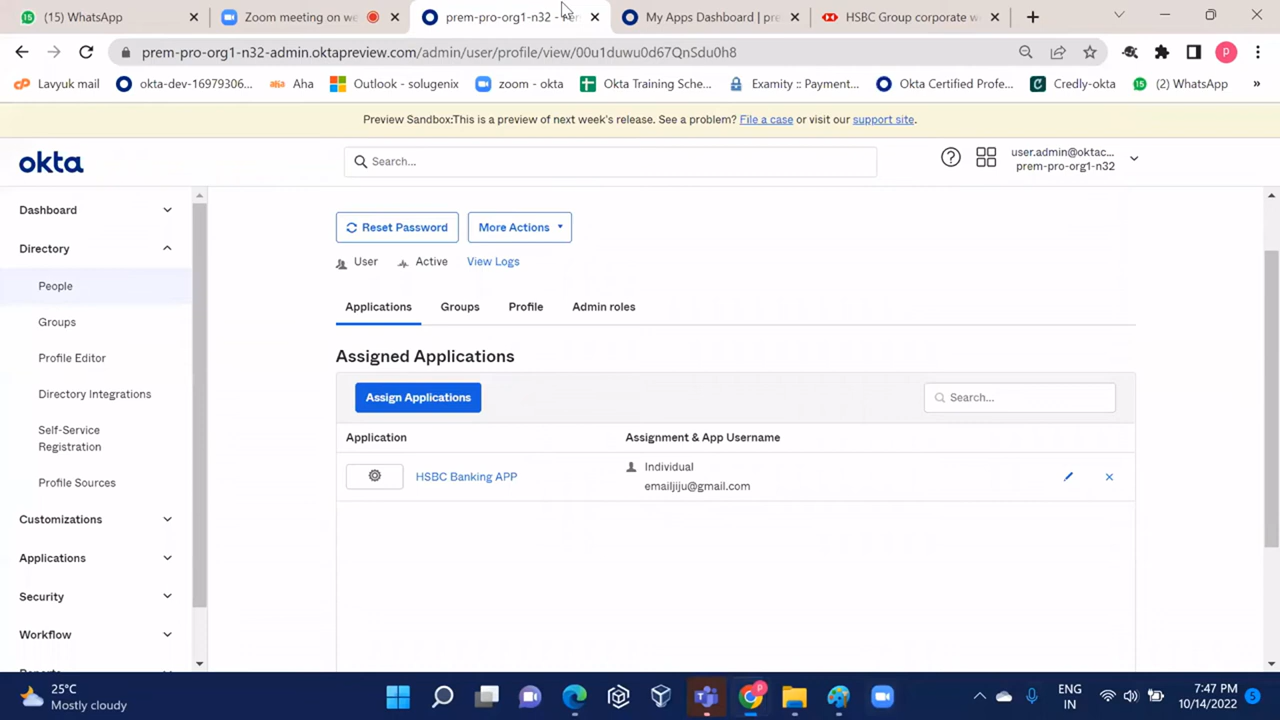 (15) WhatsApp
Zoom meeting on we
prem-pro-org1-n32 -
My Apps Dashboard | pre
HSBC Group corporate w
prem-pro-org1-n32-admin.oktapreview.com/admin/user/profile/view/00u1duwu0d67QnSdu0h8
P
Lavyuk mail
okta-dev-16979305...
Aha
Outlook - solugenix
zoom - okta
Okta Training Sche...
Examity :: Payment...
Okta Certified Profe...
Credly-okta
(2) WhatsApp
»
Preview Sandbox:This is a preview of next week's release. See a problem? File a case or visit our support site.
okta
Search...
user.admin@oktac...
prem-pro-org1-n32
Dashboard
Directory
People
Groups
Profile Editor
Directory Integrations
Self-Service
Registration
Profile Sources
Customizations
Applications
Security
Workflow
Reset Password
More Actions
User
Active
View Logs
Applications
Groups
Profile
Admin roles
Assigned Applications
Assign Applications
Search...
Application
Assignment & App Username
HSBC Banking APP
Individual
emailjiju@gmail.com
25°C
Mostly cloudy
ENG
IN
7:47 PM
10/14/2022
5